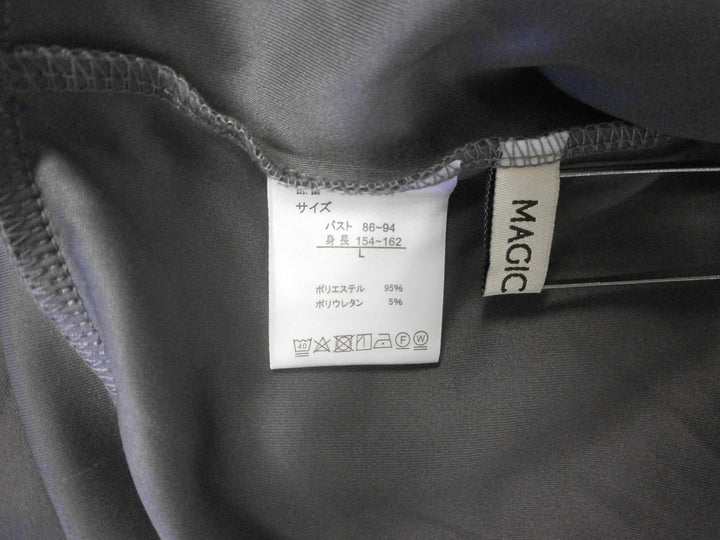 サイズ
バスト 86~94
身長 154~162
L
ポリエステル 95%
ポリウレタン 5%
40 F W
MAGIC